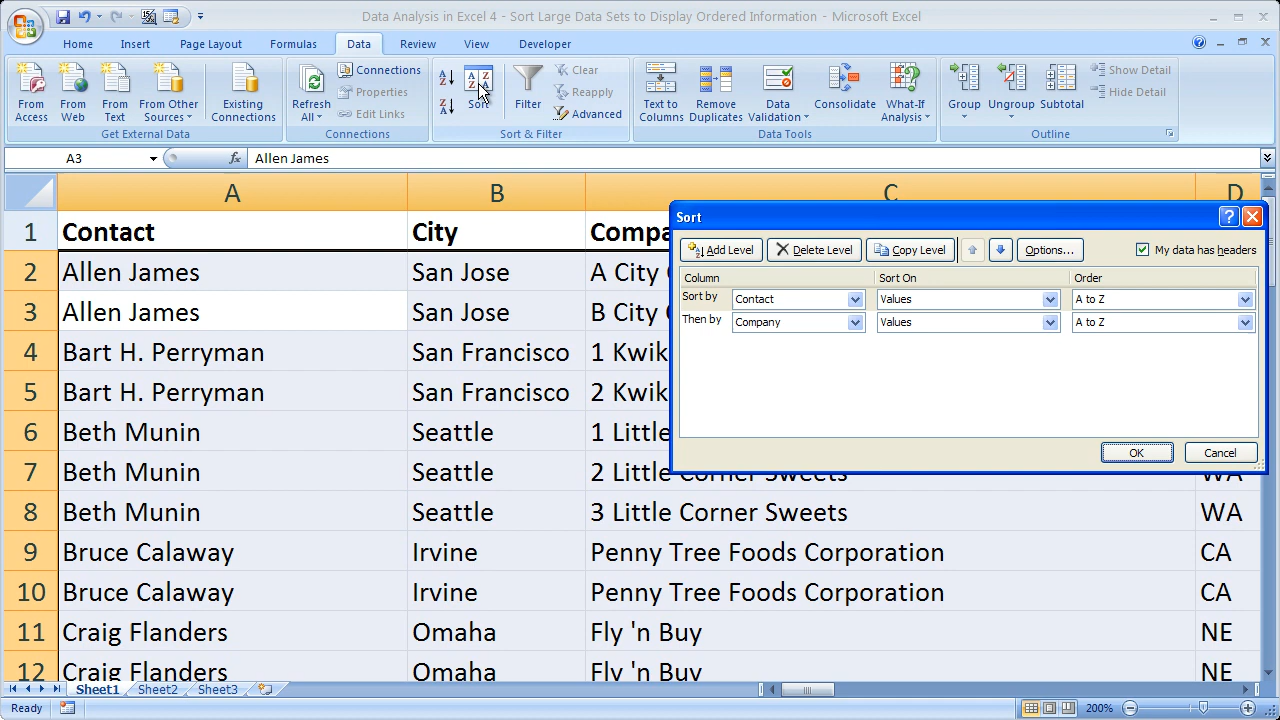 Data Analysis Excel 4 - Sort Large Data Sets to Display Ordered Information - Microsoft Excel
Home Insert Page Layout Formulas Data Review View Developer
From Access
From Web
From Text
From Other Sources
Existing Connections
Get External Data
Refresh All
Connections
Properties
Edit Links
Connections
Sort
Filter
Clear
Reapply
Advanced
Sort & Filter
Text to Columns
Remove Duplicates
Data Validation
Consolidate
What-If Analysis
Data Tools
Group
Ungroup
Subtotal
Show Detail
Hide Detail
Outline
A3 fx Allen James
A B C D
1 Contact City Compa
2 Allen James San Jose A City
3 Allen James San Jose B City
4 Bart H. Perryman San Francisco 1 Kwik
5 Bart H. Perryman San Francisco 2 Kwik
6 Beth Munin Seattle 1 Little
7 Beth Munin Seattle 2 Little Corner Sweets WA
8 Beth Munin Seattle 3 Little Corner Sweets WA
9 Bruce Calaway Irvine Penny Tree Foods Corporation CA
10 Bruce Calaway Irvine Penny Tree Foods Corporation CA
11 Craig Flanders Omaha Fly 'n Buy NE
12 Craig Flanders Omaha Fly 'n Buy NE
Sort
Add Level Delete Level Copy Level Options... My data has headers
Column Sort On Order
Sort by Contact Values A to Z
Then by Company Values A to Z
OK Cancel
Sheet1 Sheet2 Sheet3
Ready 200%